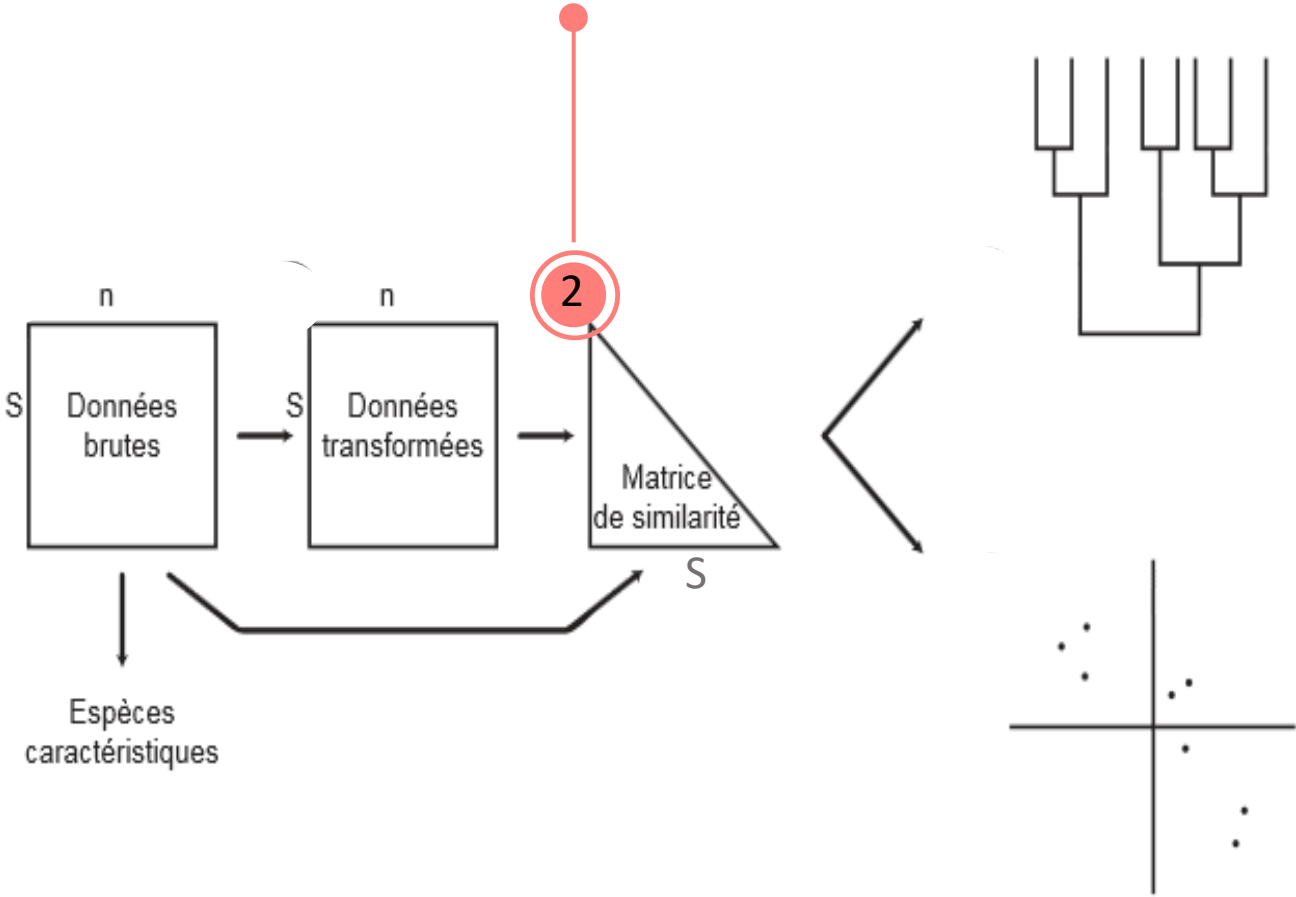 2
n
n
S
Données
brutes
S
Données
transformées
Matrice
de similarité
S
Espèces
caractéristiques